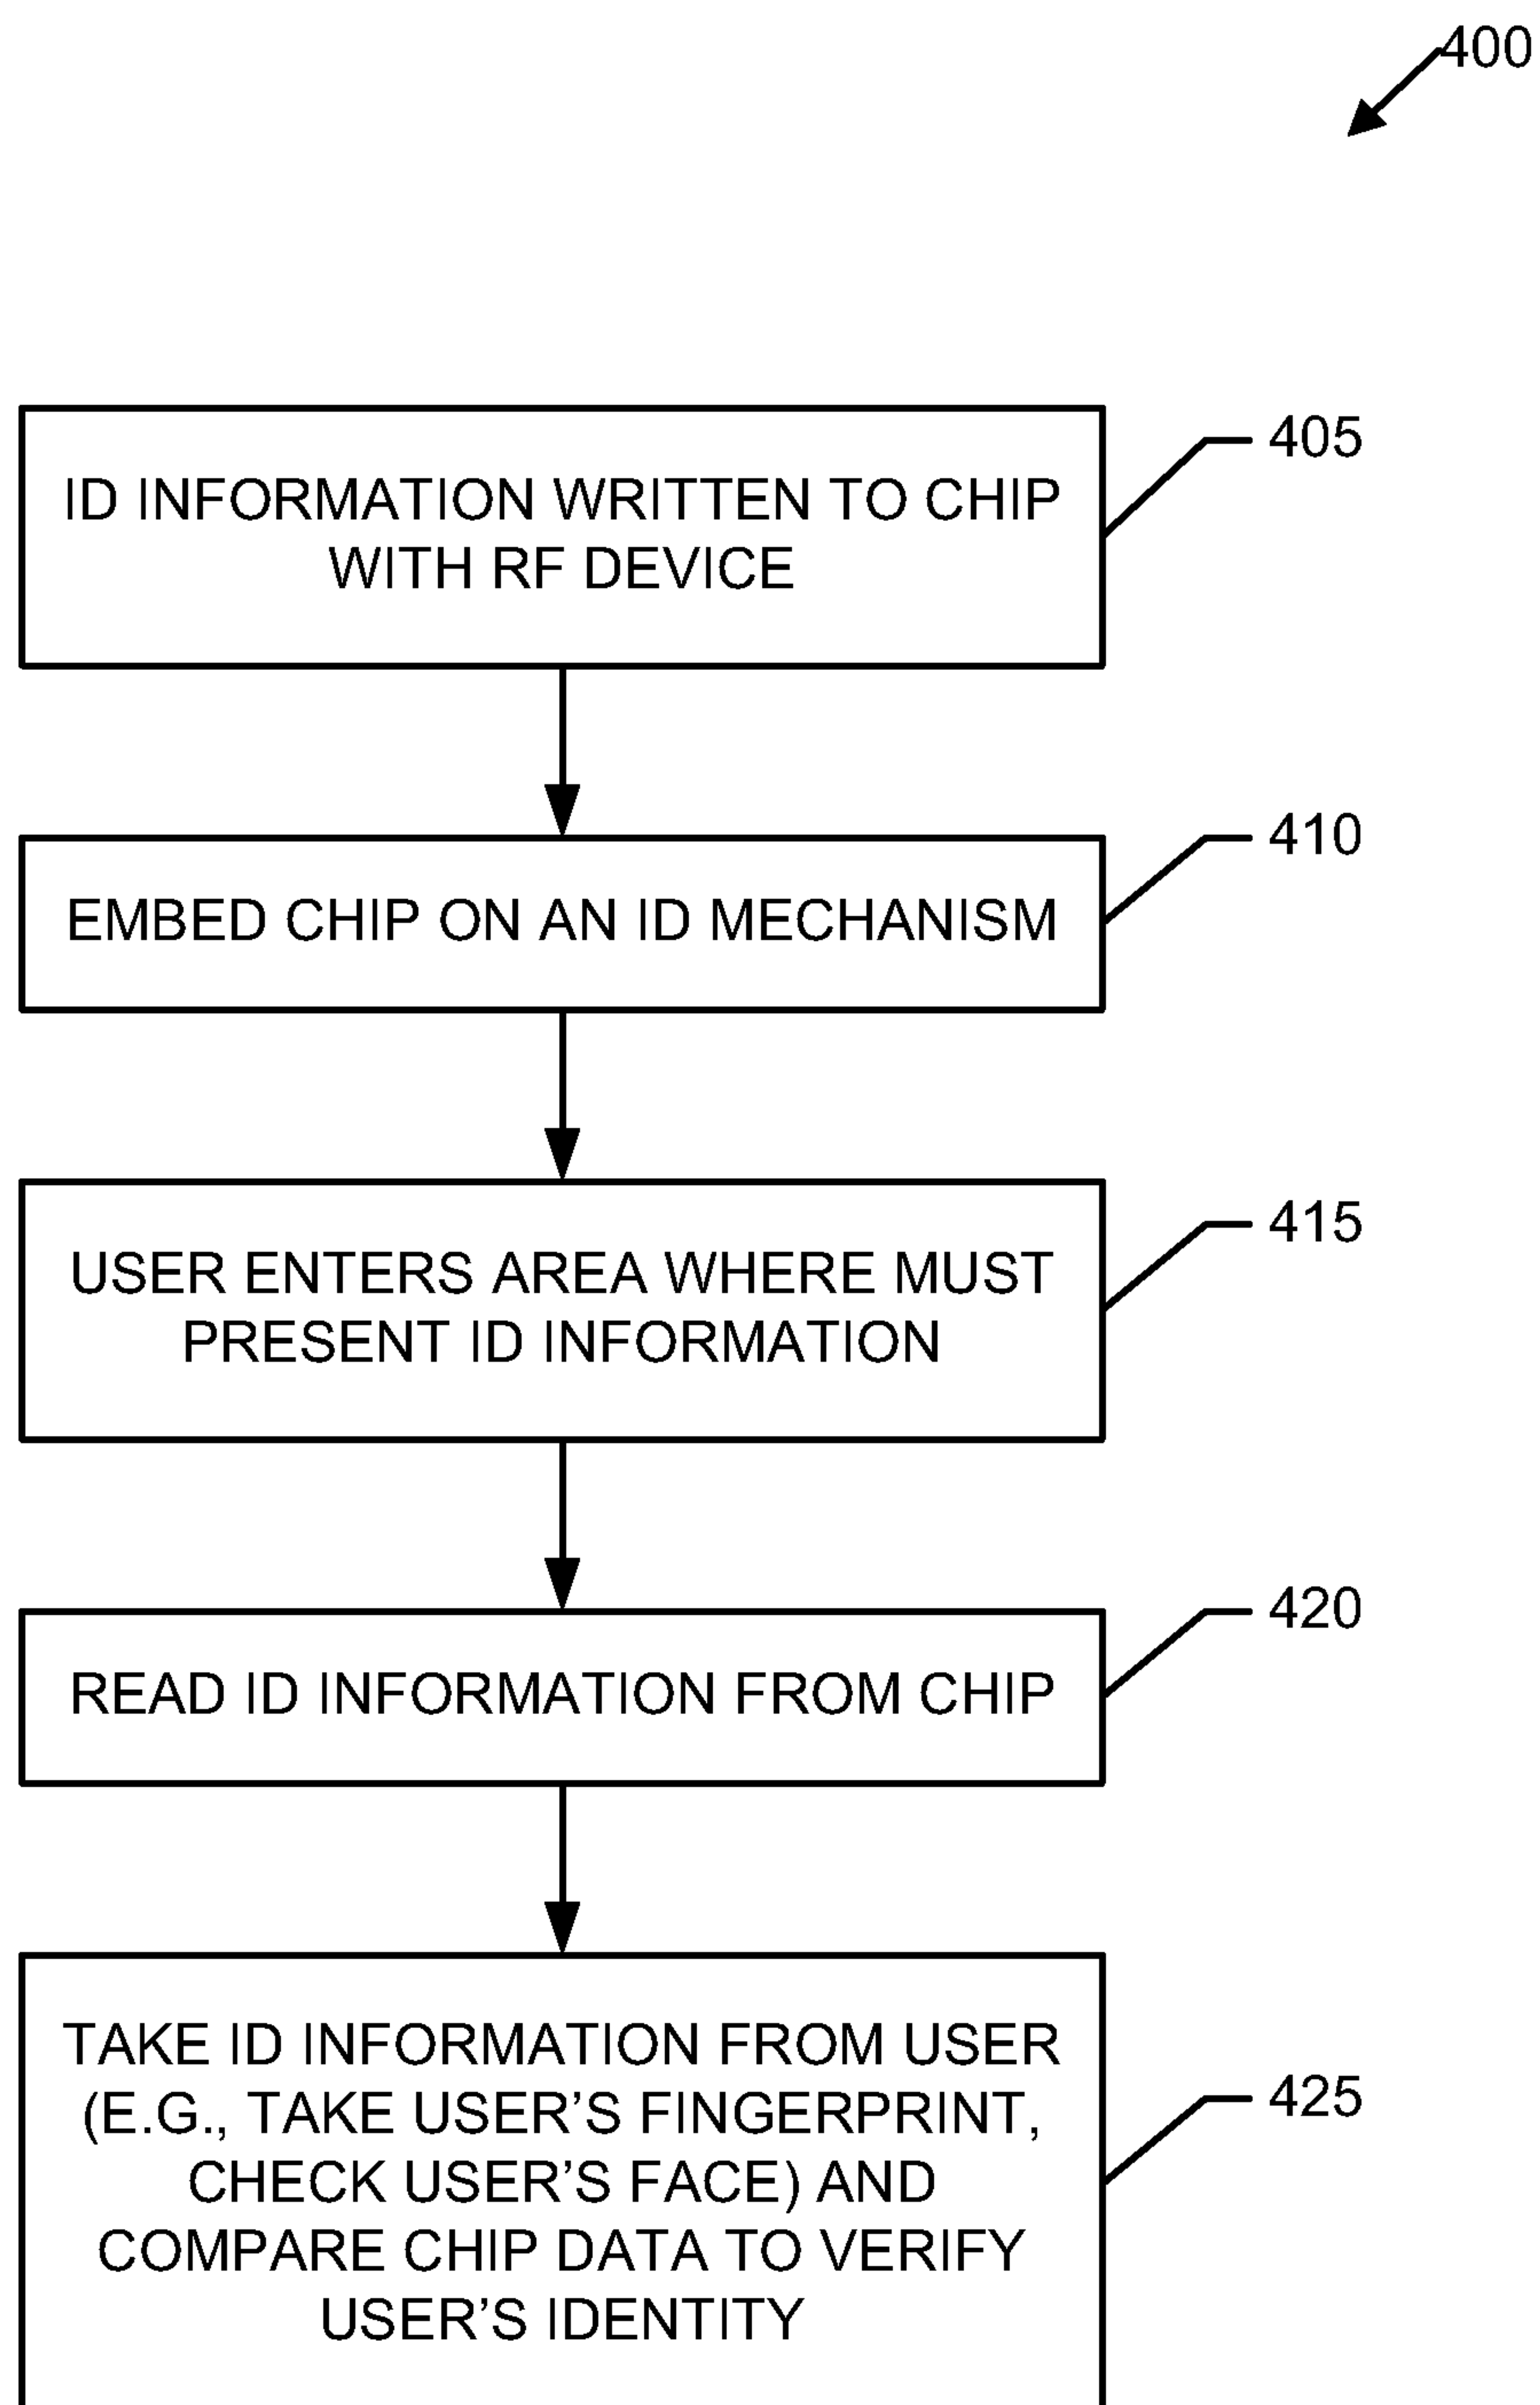 400
ID INFORMATION WRITTEN TO CHIP
WITH RF DEVICE
405
EMBED CHIP ON AN ID MECHANISM
410
USER ENTERS AREA WHERE MUST
PRESENT ID INFORMATION
415
READ ID INFORMATION FROM CHIP
420
TAKE ID INFORMATION FROM USER
(E.G., TAKE USER’S FINGERPRINT,
CHECK USER’S FACE) AND
COMPARE CHIP DATA TO VERIFY
USER’S IDENTITY
425